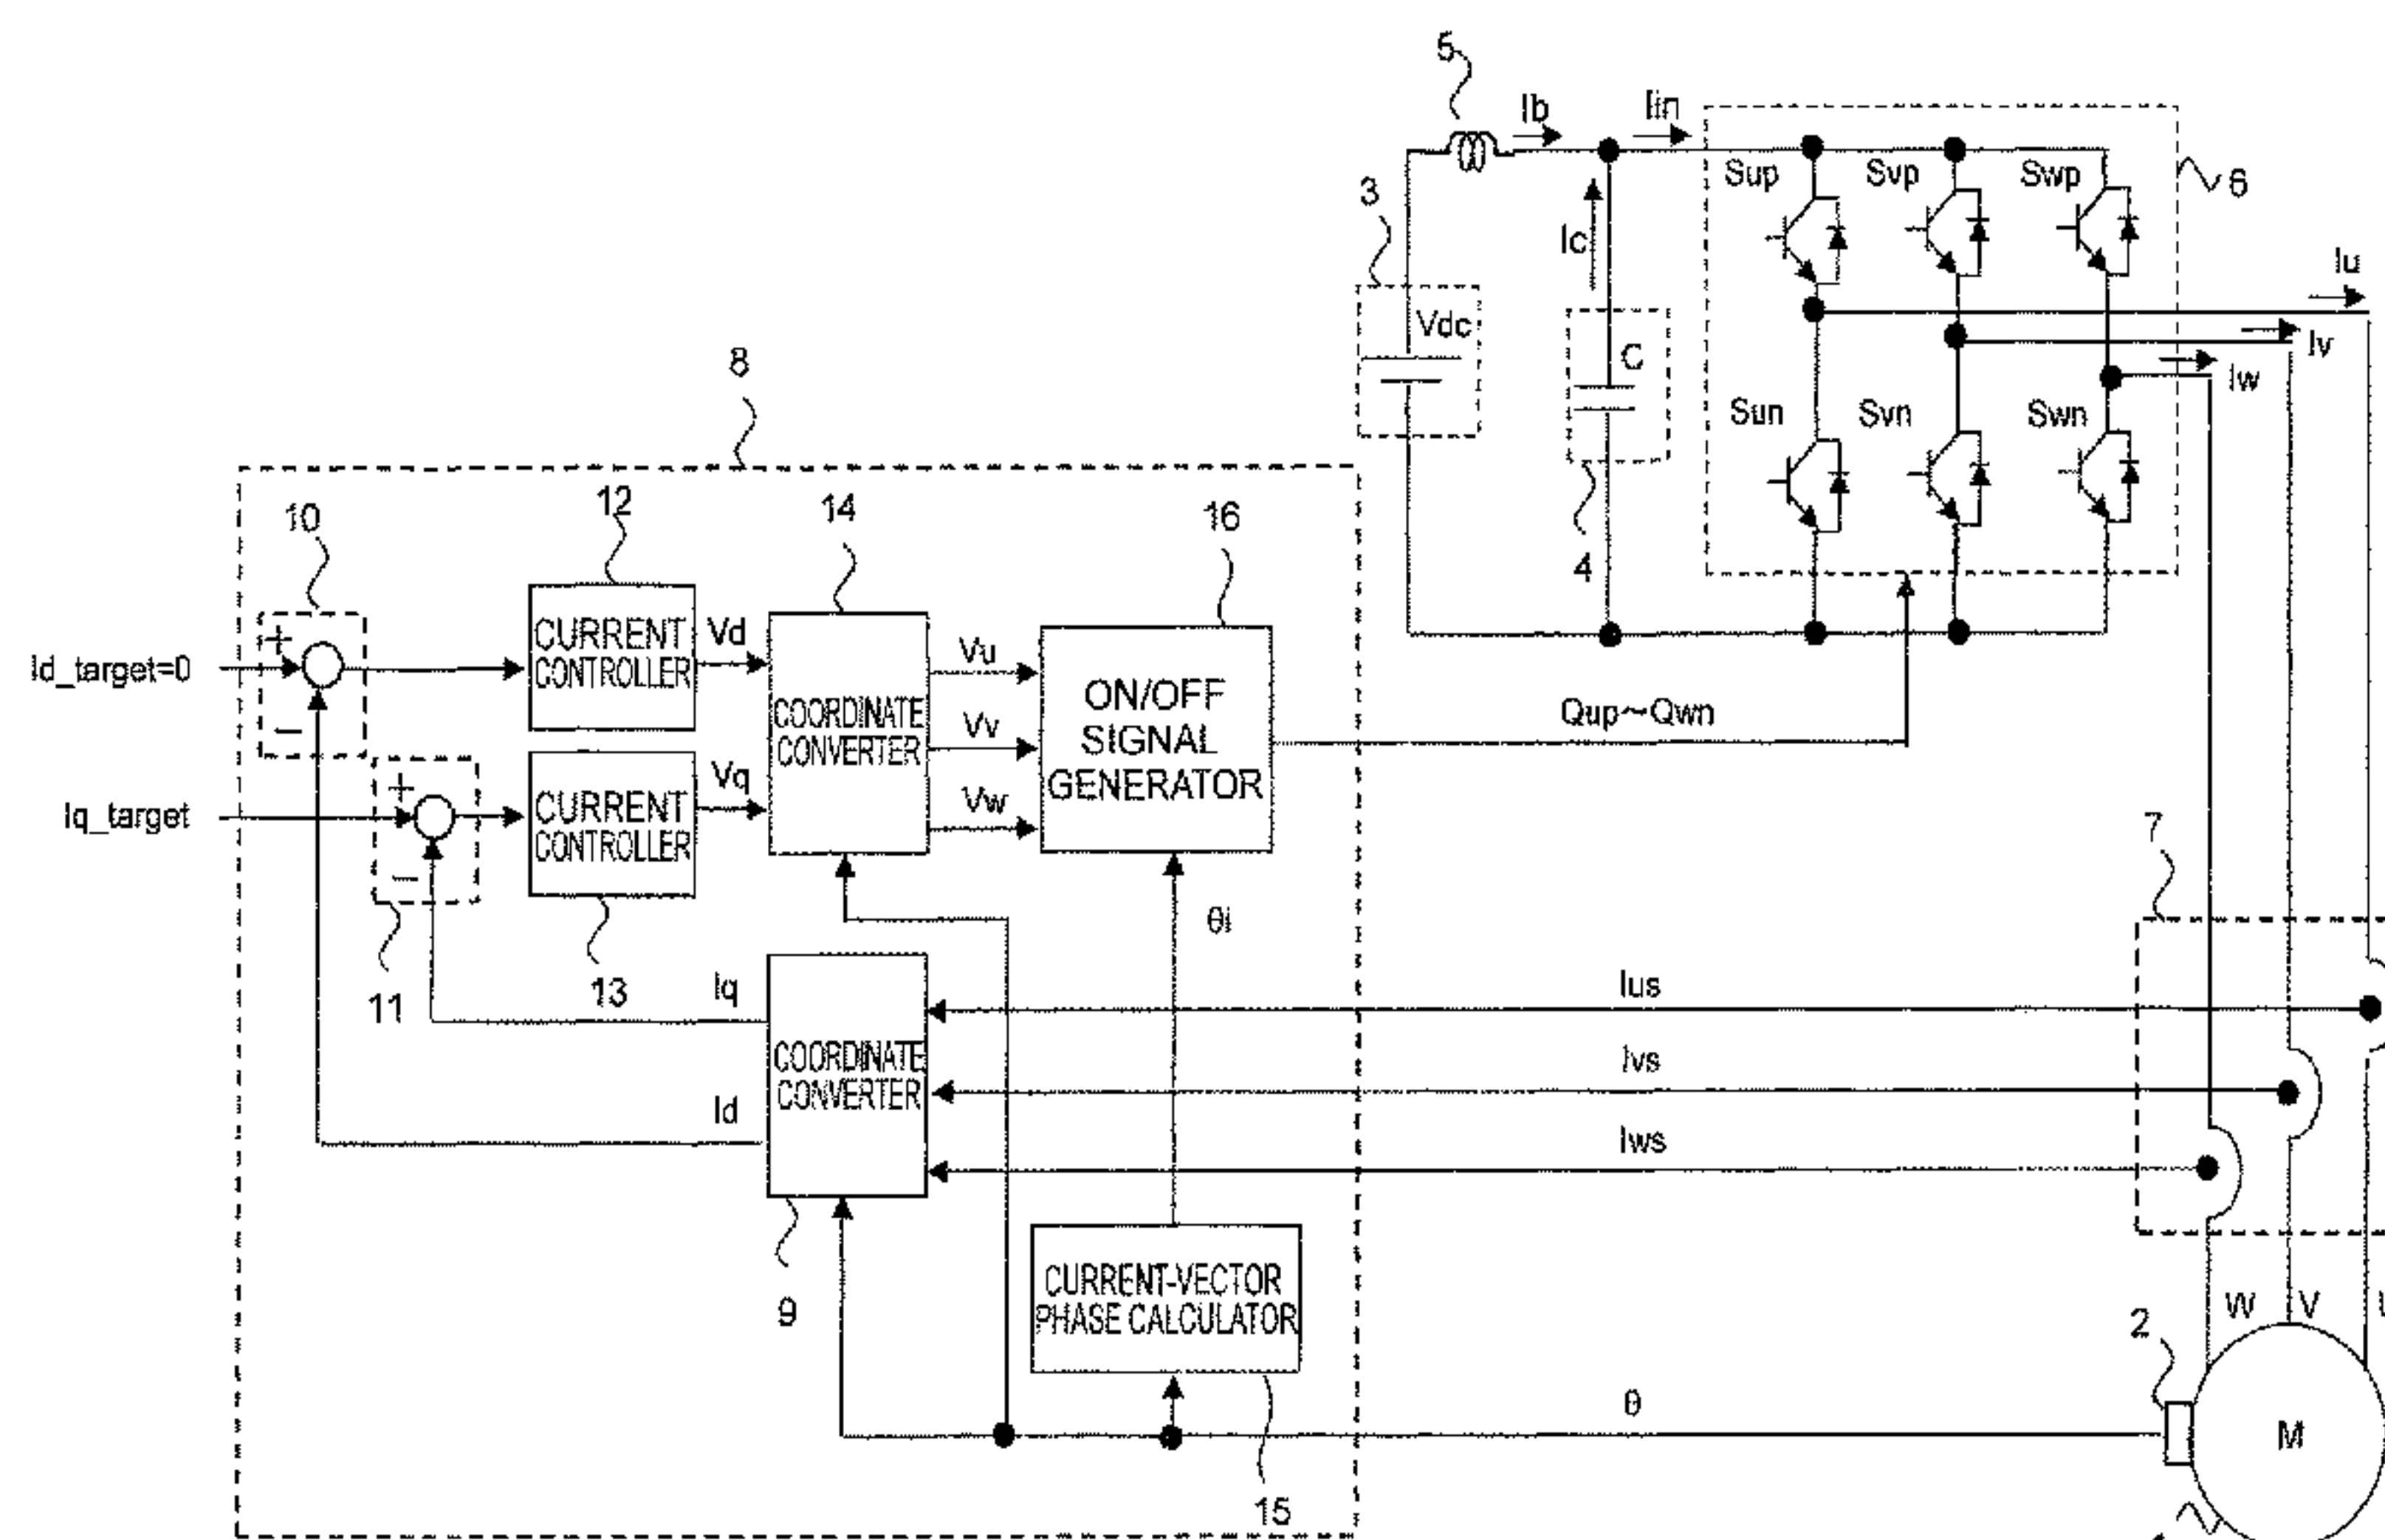 5
Ib
Iin
Sup
Svp
Swp
6
3
Ic
Iu
Vdc
C
Iv
Iw
8
Sun
Svn
Swn
4
10
12
14
16
+
CURRENT
CONTROLLER
Vd
Vu
Id_target=0
−
COORDINATE
CONVERTER
ON/OFF
SIGNAL
GENERATOR
Vv
Qup~Qwn
+
Vq
Vw
Iq_target
CURRENT
CONTROLLER
−
7
11
13
θi
Iq
Ius
COORDINATE
CONVERTER
Ivs
Id
Iws
9
CURRENT-VECTOR
PHASE CALCULATOR
W
V
2
θ
M
15